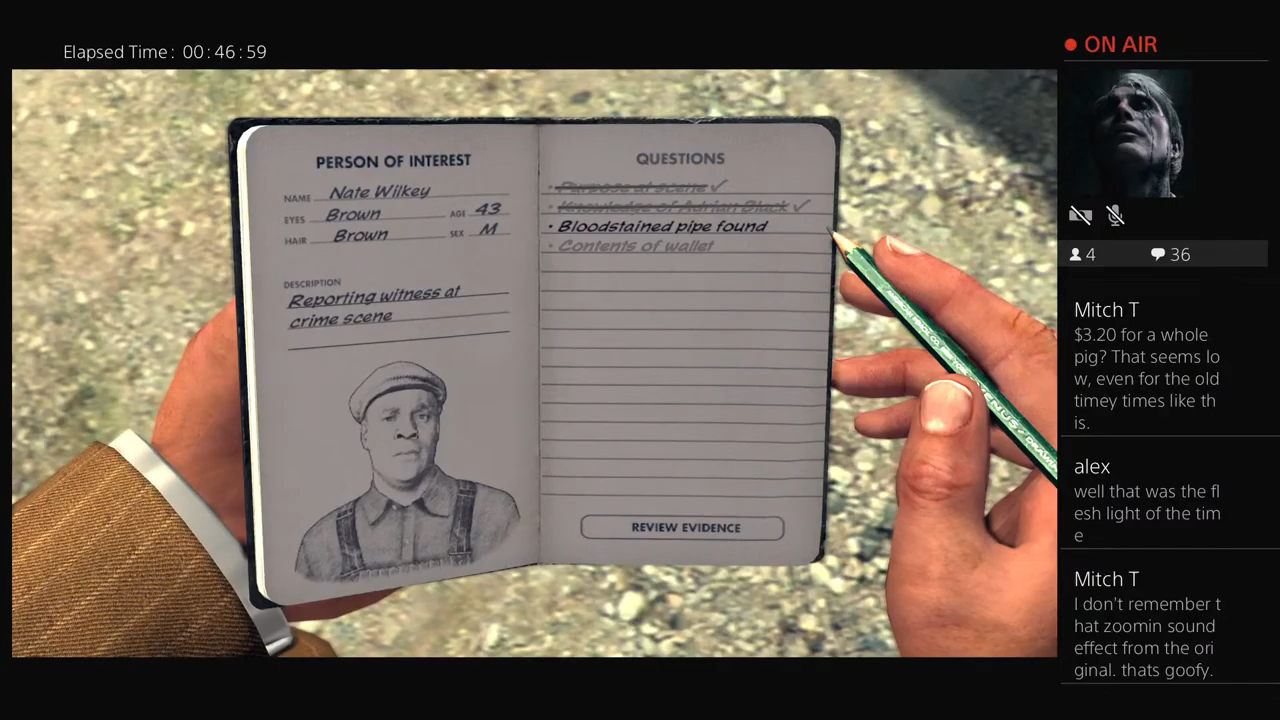 Elapsed Time: 00:46:59
ON AIR
PERSON OF INTEREST
NAME Nate Wilkey
EYES Brown AGE 43
HAIR Brown SEX M
DESCRIPTION
Reporting witness at
crime scene
QUESTIONS
• Purpose at scene ✓
• Knowledge of Adrian Black ✓
• Bloodstained pipe found
• Contents of wallet
REVIEW EVIDENCE
4 36
Mitch T
$3.20 for a whole
pig? That seems lo
w, even for the old
timey times like th
is.
alex
well that was the fl
esh light of the tim
e
Mitch T
I don't remember t
hat zoomin sound
effect from the ori
ginal. thats goofy.